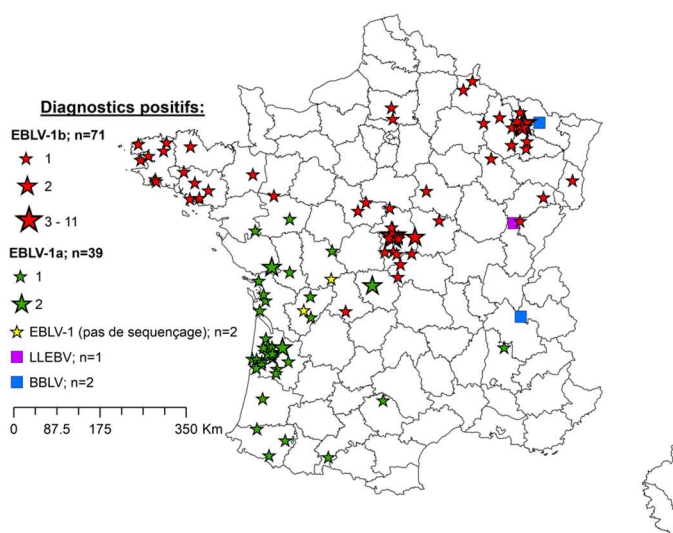 Diagnostics positifs:
EBLV-1b; n=71
1
2
3 - 11
EBLV-1a; n=39
1
2
EBLV-1 (pas de sequençage); n=2
LLEBV; n=1
BBLV; n=2
0 87.5 175 350 Km